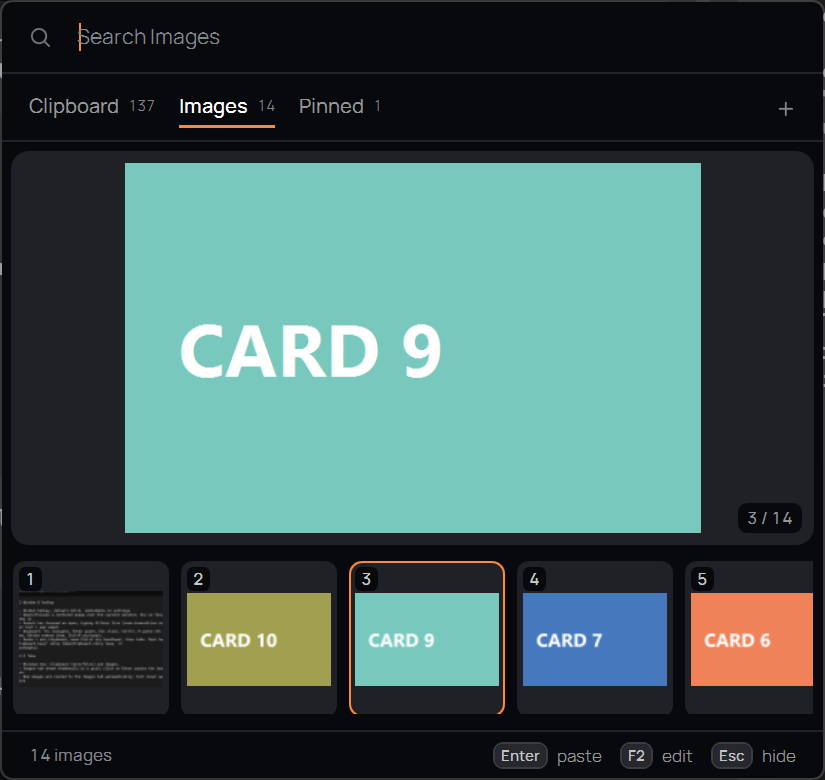 Search Images
Clipboard 137 Images 14 Pinned 1 +
CARD 9
3 / 14
1 2 3 4 5
CARD 10 CARD 9 CARD 7 CARD 6
14 images Enter paste F2 edit Esc hide